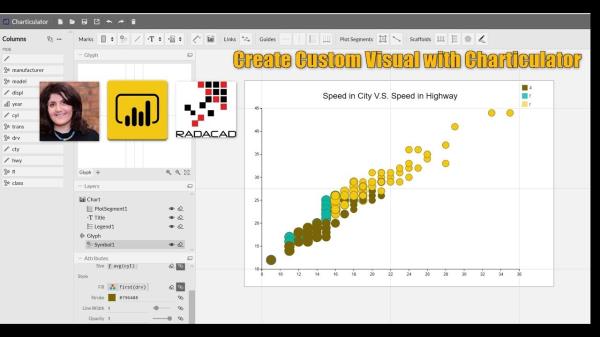 Charticulator
Columns
Marks
Links
Guides
Plot Segments
Scaffolds
Glyph
Create Custom Visual with Charticulator
manufacturer
model
displ
year
cyl
trans
drv
cty
hwy
fl
class
RADACAD
Speed in City V.S. Speed in Highway
45
40
35
30
25
20
15
10
8 10 12 14 16 18 20 22 24 26 28 30 32 34 36
4
f
r
Glyph
Layers
Chart
PlotSegment1
Title
Legend1
Glyph
Symbol1
Attributes
Size avg(cyl)
Style
Fill first(drv)
Stroke #796408
Line Width 1
Opacity 1